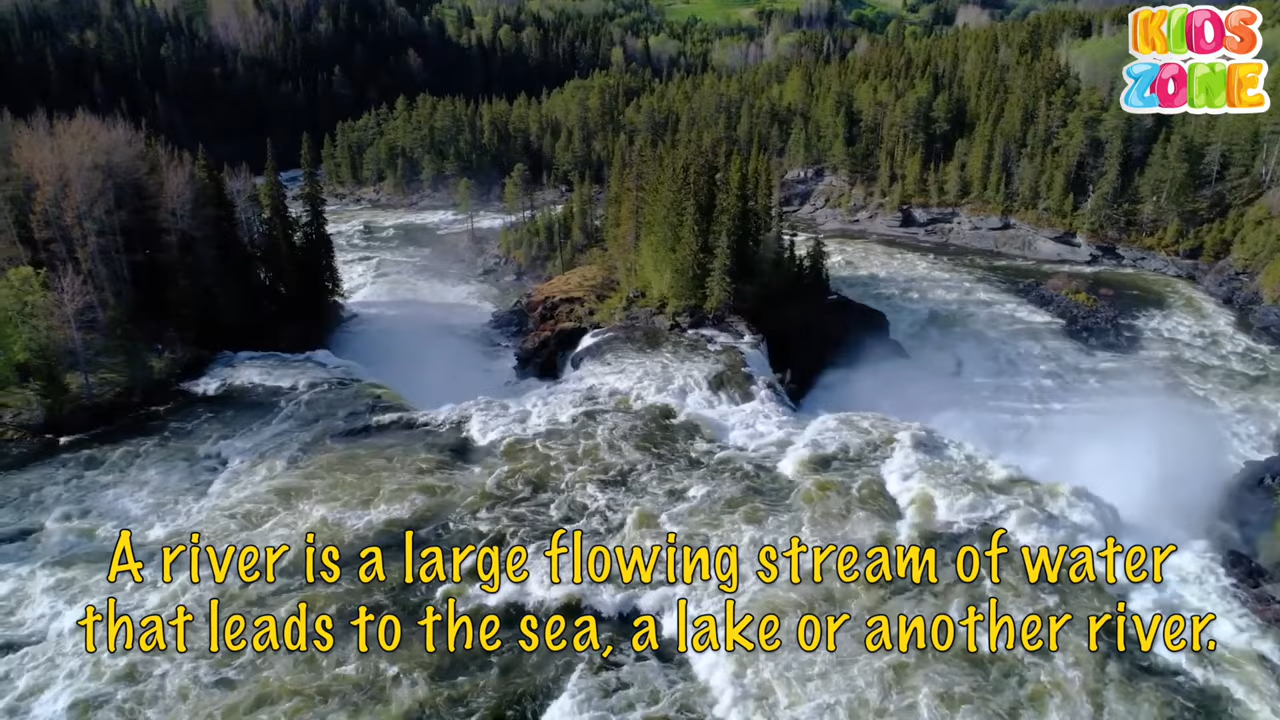 KIDS
ZONE
A river is a large flowing stream of water
that leads to the sea, a lake or another river.